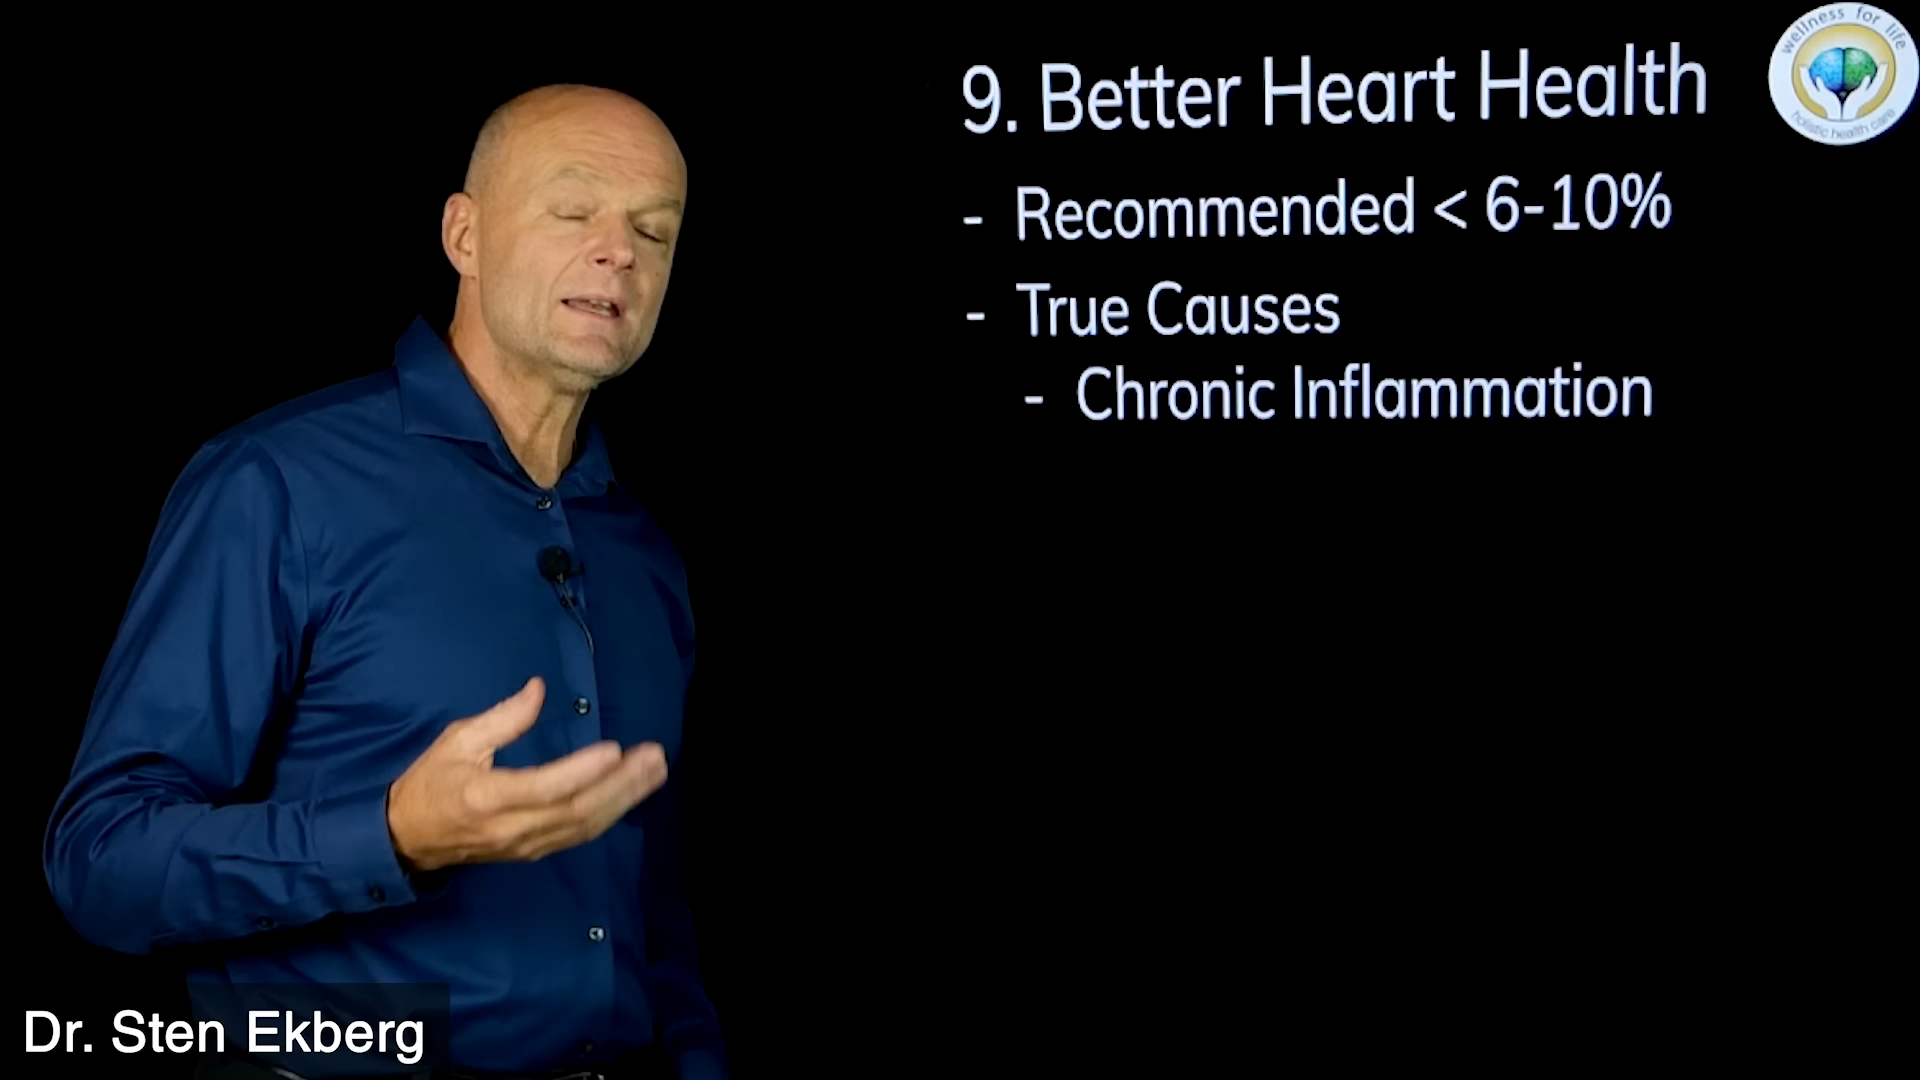 wellness for life
9. Better Heart Health
holistic health care
- Recommended < 6-10%
- True Causes
- Chronic Inflammation
Dr. Sten Ekberg